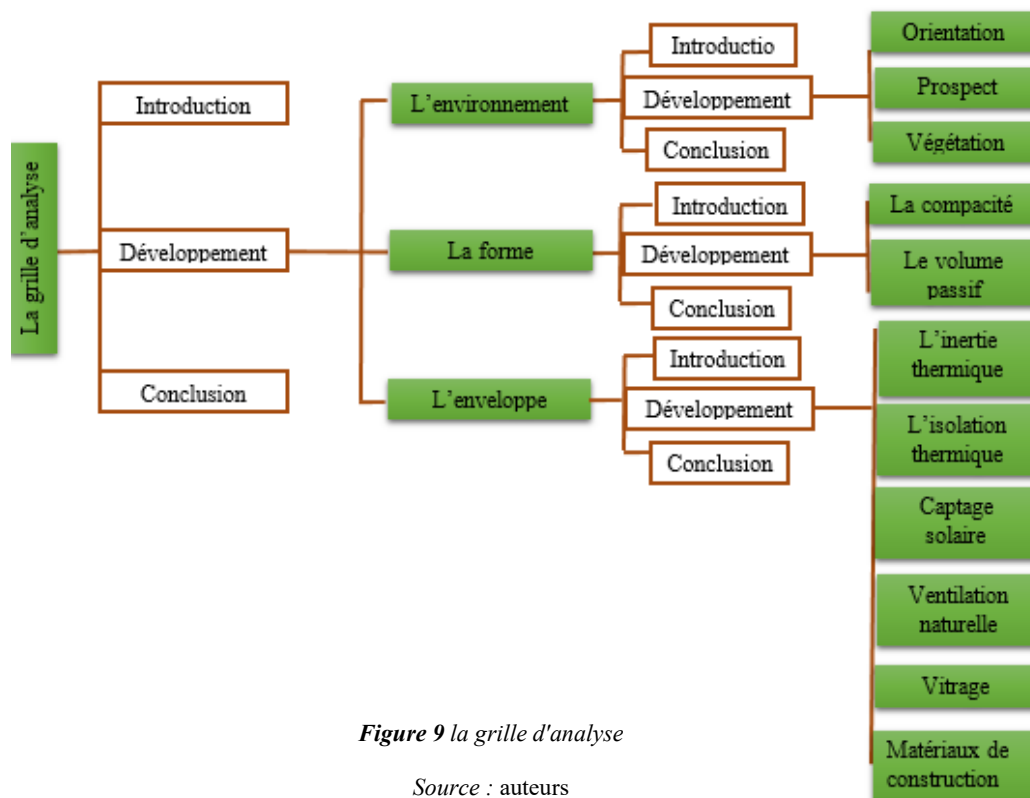 La grille d'analyse
Introduction
Développement
Conclusion
L'environnement
Introductio
Développement
Conclusion
Orientation
Prospect
Végétation
La forme
Introduction
Développement
Conclusion
La compacité
Le volume
passif
L'enveloppe
Introduction
Développement
Conclusion
L'inertie
thermique
L'isolation
thermique
Captage
solaire
Ventilation
naturelle
Vitrage
Matériaux de
construction
Figure 9 la grille d'analyse
Source : auteurs